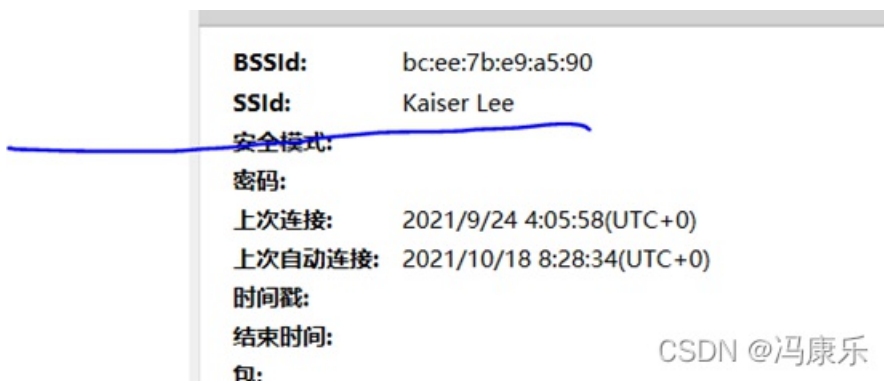 BSSId: bc:ee:7b:e9:a5:90
SSId: Kaiser Lee
安全模式:
密码:
上次连接: 2021/9/24 4:05:58(UTC+0)
上次自动连接: 2021/10/18 8:28:34(UTC+0)
时间戳:
结束时间:
包:
CSDN @冯康乐